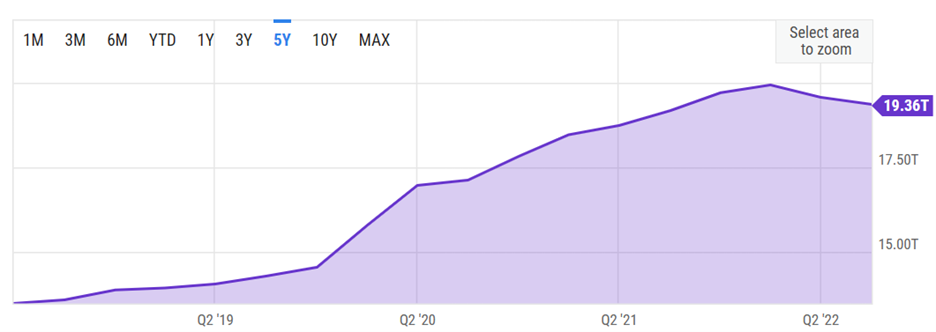 1M 3M 6M YTD 1Y 3Y 5Y 10Y MAX
Select area
to zoom
19.36T
17.50T
15.00T
Q2 '19 Q2 '20 Q2 '21 Q2 '22